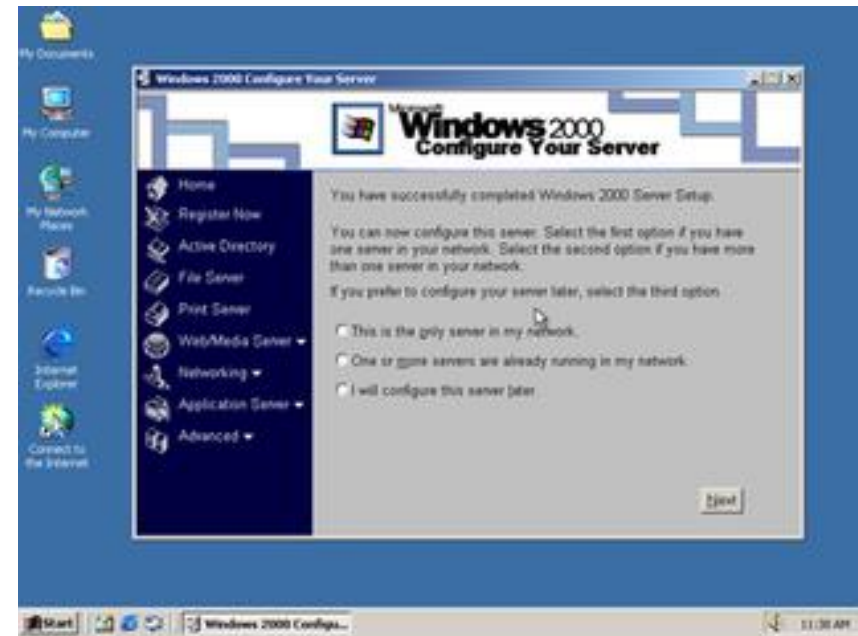 My Documents
My Computer
My Network
Places
Recycle Bin
Internet
Explorer
Connect to
the Internet
Windows 2000 Configure Your Server
Microsoft
Windows 2000
Configure Your Server
Home
Register Now
Active Directory
File Server
Print Server
Web/Media Server
Networking
Application Server
Advanced
You have successfully completed Windows 2000 Server Setup.
You can now configure this server. Select the first option if you have
one server in your network. Select the second option if you have more
than one server in your network.
If you prefer to configure your server later, select the third option.
This is the only server in my network.
One or more servers are already running in my network.
I will configure this server later.
Next
Start
Windows 2000 Configu...
11:30 AM